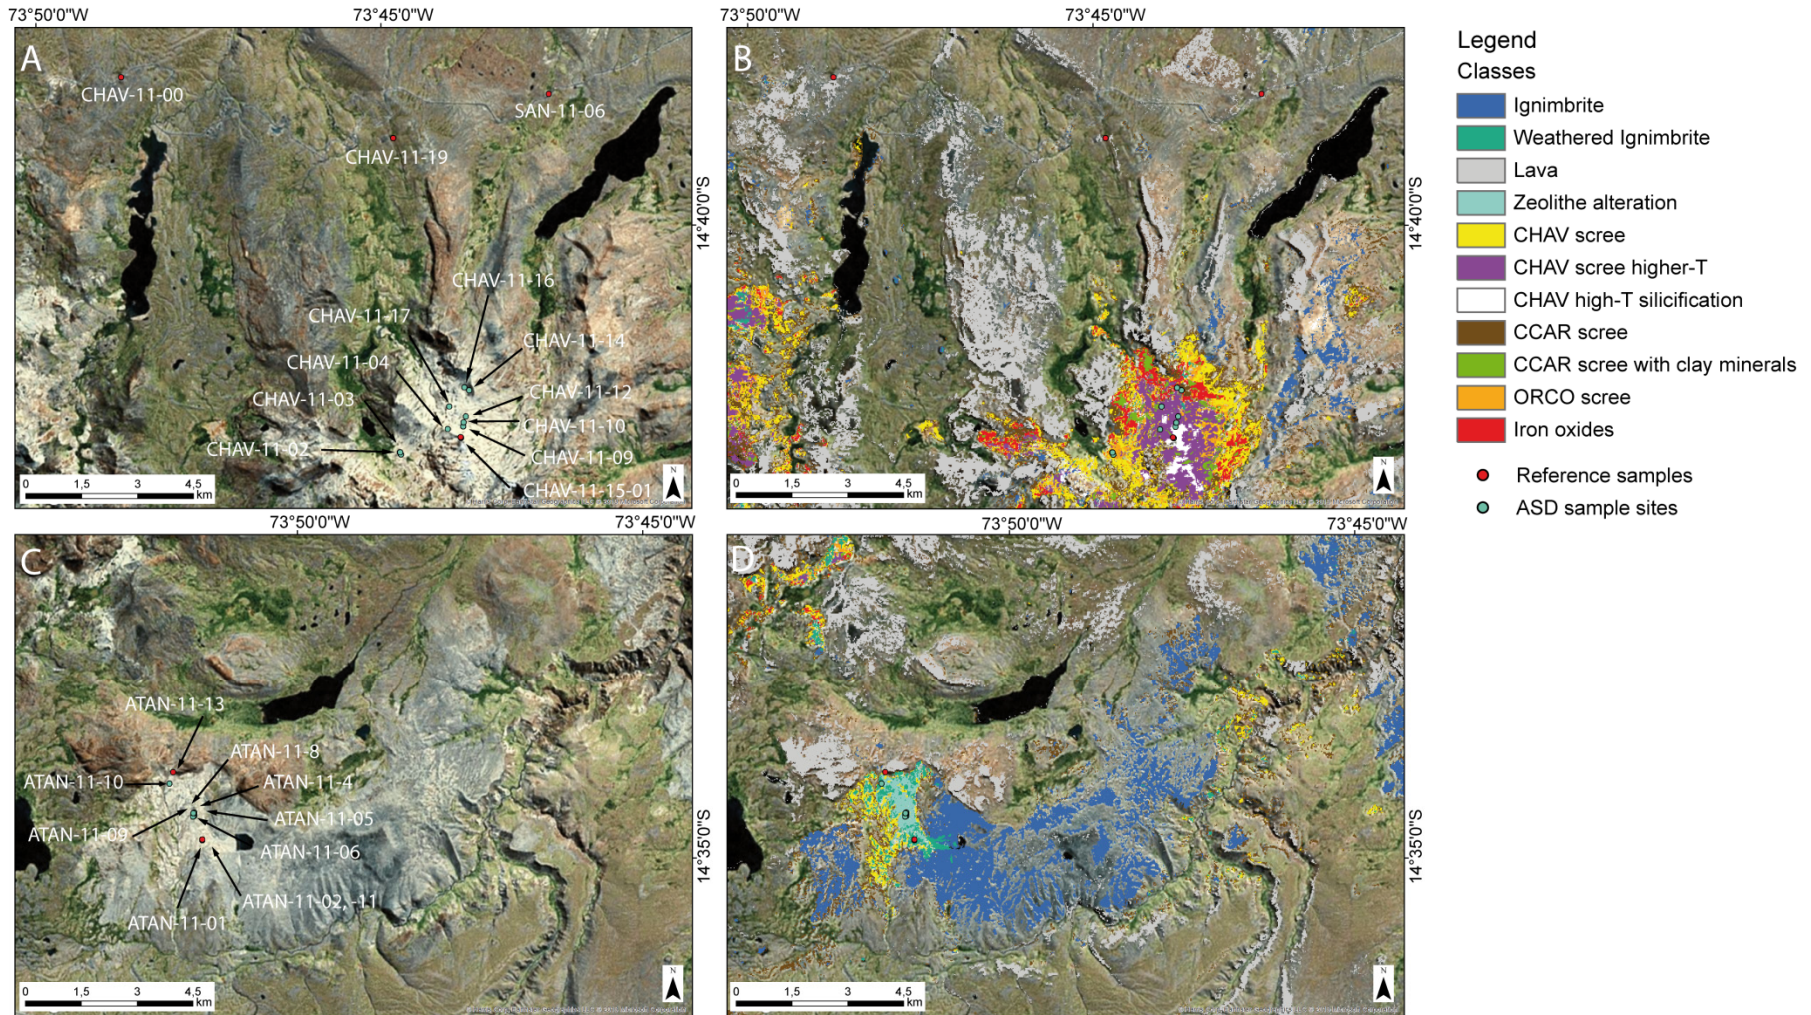 73°50'0"W
73°45'0"W
73°50'0"W
73°45'0"W
A
CHAV-11-00
SAN-11-06
CHAV-11-19
CHAV-11-16
CHAV-11-17
CHAV-11-14
CHAV-11-04
CHAV-11-12
CHAV-11-03
CHAV-11-10
CHAV-11-02
CHAV-11-09
CHAV-11-15-01
0 1,5 3 4,5
km
N
B
0 1,5 3 4,5
km
N
14°40'0"S
Legend
Classes
Ignimbrite
Weathered Ignimbrite
Lava
Zeolithe alteration
CHAV scree
CHAV scree higher-T
CHAV high-T silicification
CCAR scree
CCAR scree with clay minerals
ORCO scree
Iron oxides
Reference samples
ASD sample sites
14°40'0"S
73°50'0"W
73°45'0"W
73°50'0"W
73°45'0"W
C
ATAN-11-13
ATAN-11-8
ATAN-11-10
ATAN-11-4
ATAN-11-05
ATAN-11-09
ATAN-11-06
ATAN-11-02, -11
ATAN-11-01
0 1,5 3 4,5
km
N
14°35'0"S
D
0 1,5 3 4,5
km
N
14°35'0"S